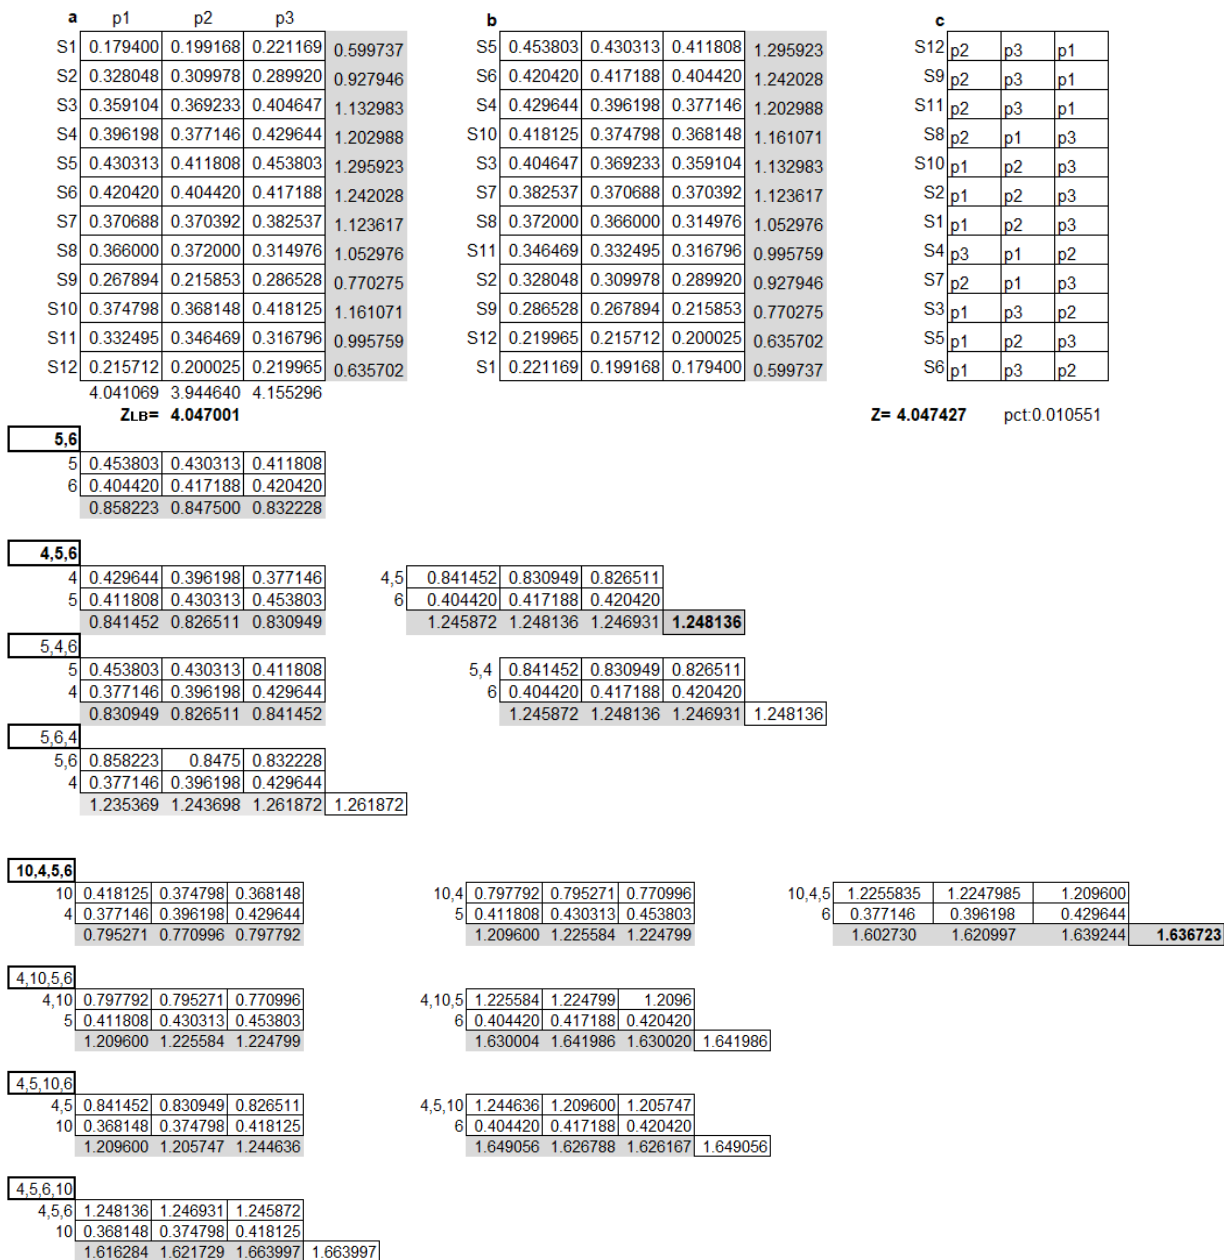 a p1 p2 p3 b c
S1 0.179400 0.199168 0.221169 0.599737 S5 0.453803 0.430313 0.411808 1.295923 S12 p2 p3 p1
S2 0.328048 0.309978 0.289920 0.927946 S6 0.420420 0.417188 0.404420 1.242028 S9 p2 p3 p1
S3 0.359104 0.369233 0.404647 1.132983 S4 0.429644 0.396198 0.377146 1.202988 S11 p2 p3 p1
S4 0.396198 0.377146 0.429644 1.202988 S10 0.418125 0.374798 0.368148 1.161071 S8 p2 p1 p3
S5 0.430313 0.411808 0.453803 1.295923 S3 0.404647 0.369233 0.359104 1.132983 S10 p1 p2 p3
S6 0.420420 0.404420 0.417188 1.242028 S7 0.382537 0.370688 0.370392 1.123617 S2 p1 p2 p3
S7 0.370688 0.370392 0.382537 1.123617 S8 0.372000 0.366000 0.314976 1.052976 S1 p1 p2 p3
S8 0.366000 0.372000 0.314976 1.052976 S11 0.346469 0.332495 0.316796 0.995759 S4 p3 p1 p2
S9 0.267894 0.215853 0.286528 0.770275 S2 0.328048 0.309978 0.289920 0.927946 S7 p2 p1 p3
S10 0.374798 0.368148 0.418125 1.161071 S9 0.286528 0.267894 0.215853 0.770275 S3 p1 p3 p2
S11 0.332495 0.346469 0.316796 0.995759 S12 0.219965 0.215712 0.200025 0.635702 S5 p1 p2 p3
S12 0.215712 0.200025 0.219965 0.635702 S1 0.221169 0.199168 0.179400 0.599737 S6 p1 p3 p2
4.041069 3.944640 4.155296
ZLB= 4.047001 Z= 4.047427 pct:0.010551
5,6
5 0.453803 0.430313 0.411808
6 0.404420 0.417188 0.420420
0.858223 0.847500 0.832228
4,5,6
4 0.429644 0.396198 0.377146 4,5 0.841452 0.830949 0.826511
5 0.411808 0.430313 0.453803 6 0.404420 0.417188 0.420420
0.841452 0.826511 0.830949 1.245872 1.248136 1.246931 1.248136
5,4,6
5 0.453803 0.430313 0.411808 5,4 0.841452 0.830949 0.826511
4 0.377146 0.396198 0.429644 6 0.404420 0.417188 0.420420
0.830949 0.826511 0.841452 1.245872 1.248136 1.246931 1.248136
5,6,4
5,6 0.858223 0.8475 0.832228
4 0.377146 0.396198 0.429644
1.235369 1.243698 1.261872 1.261872
10,4,5,6
10 0.418125 0.374798 0.368148 10,4 0.797792 0.795271 0.770996 10,4,5 1.2255835 1.2247985 1.209600
4 0.377146 0.396198 0.429644 5 0.411808 0.430313 0.453803 6 0.377146 0.396198 0.429644
0.795271 0.770996 0.797792 1.209600 1.225584 1.224799 1.602730 1.620997 1.639244 1.636723
4,10,5,6
4,10 0.797792 0.795271 0.770996 4,10,5 1.225584 1.224799 1.2096
5 0.411808 0.430313 0.453803 6 0.404420 0.417188 0.420420
1.209600 1.225584 1.224799 1.630004 1.641986 1.630020 1.641986
4,5,10,6
4,5 0.841452 0.830949 0.826511 4,5,10 1.244636 1.209600 1.205747
10 0.368148 0.374798 0.418125 6 0.404420 0.417188 0.420420
1.209600 1.205747 1.244636 1.649056 1.626788 1.626167 1.649056
4,5,6,10
4,5,6 1.248136 1.246931 1.245872
10 0.368148 0.374798 0.418125
1.616284 1.621729 1.663997 1.663997